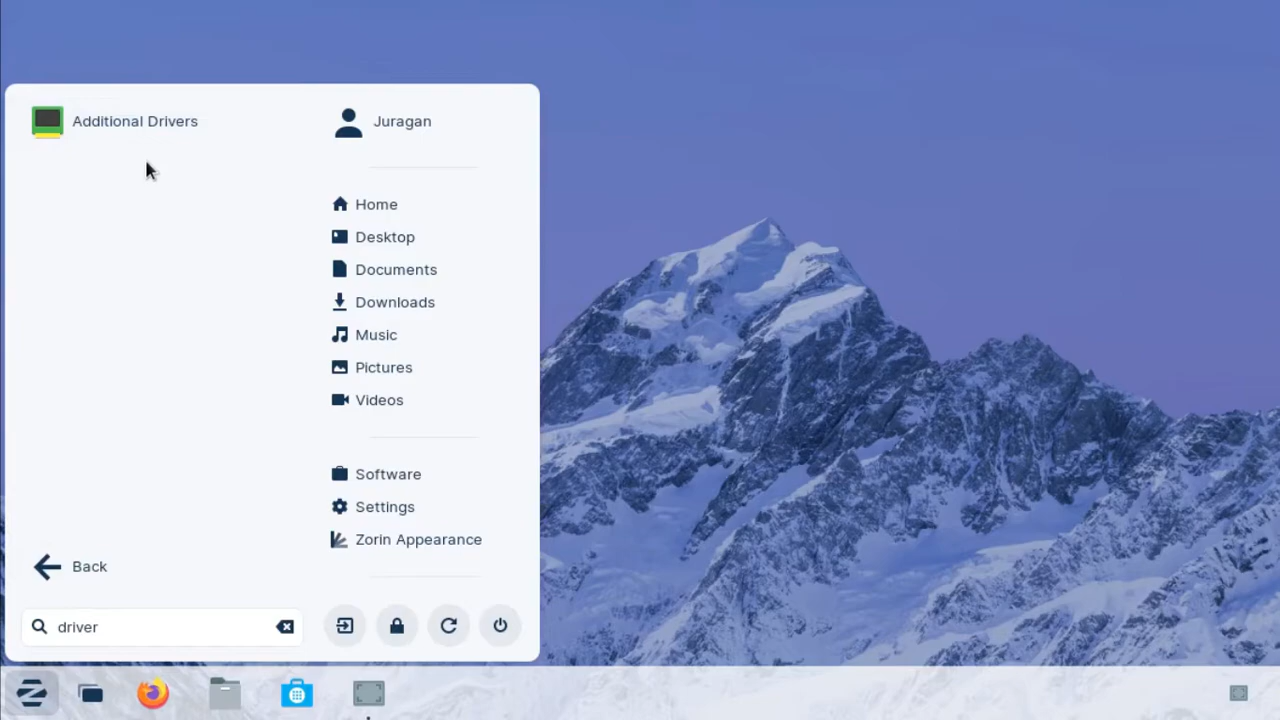 Additional Drivers
Juragan
Home
Desktop
Documents
Downloads
Music
Pictures
Videos
Software
Settings
Zorin Appearance
Back
driver